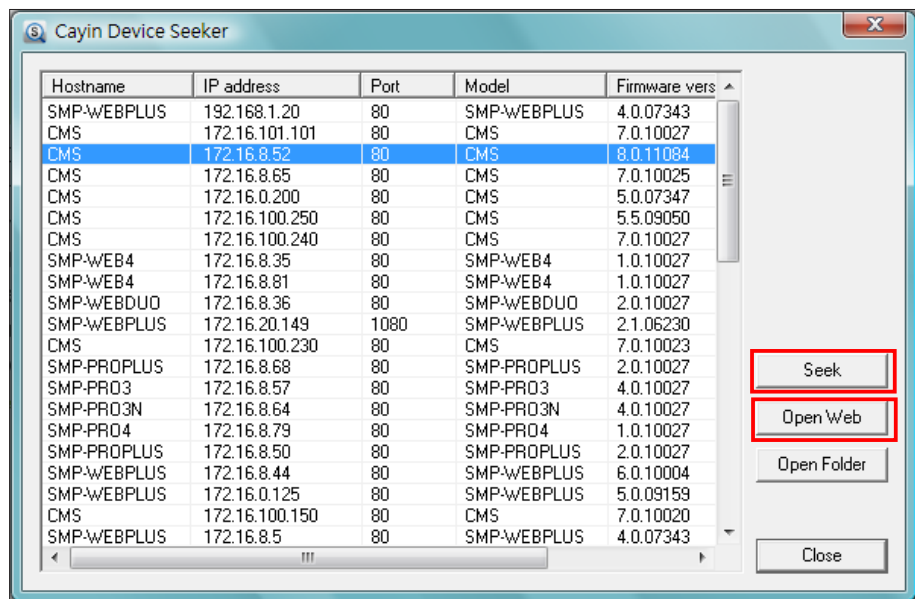 Cayin Device Seeker
Hostname IP address Port Model Firmware vers
SMP-WEBPLUS 192.168.1.20 80 SMP-WEBPLUS 4.0.07343
CMS 172.16.101.101 80 CMS 7.0.10027
CMS 172.16.8.52 80 CMS 8.0.11084
CMS 172.16.8.65 80 CMS 7.0.10025
CMS 172.16.0.200 80 CMS 5.0.07347
CMS 172.16.100.250 80 CMS 5.5.09050
CMS 172.16.100.240 80 CMS 7.0.10027
SMP-WEB4 172.16.8.35 80 SMP-WEB4 1.0.10027
SMP-WEB4 172.16.8.81 80 SMP-WEB4 1.0.10027
SMP-WEBDUO 172.16.8.36 80 SMP-WEBDUO 2.0.10027
SMP-WEBPLUS 172.16.20.149 1080 SMP-WEBPLUS 2.1.06230
CMS 172.16.100.230 80 CMS 7.0.10023
SMP-PROPLUS 172.16.8.68 80 SMP-PROPLUS 2.0.10027
SMP-PRO3 172.16.8.57 80 SMP-PRO3 4.0.10027
SMP-PRO3N 172.16.8.64 80 SMP-PRO3N 4.0.10027
SMP-PRO4 172.16.8.79 80 SMP-PRO4 1.0.10027
SMP-PROPLUS 172.16.8.50 80 SMP-PROPLUS 2.0.10027
SMP-WEBPLUS 172.16.8.44 80 SMP-WEBPLUS 6.0.10004
SMP-WEBPLUS 172.16.0.125 80 SMP-WEBPLUS 5.0.09159
CMS 172.16.100.150 80 CMS 7.0.10020
SMP-WEBPLUS 172.16.8.5 80 SMP-WEBPLUS 4.0.07343
Seek
Open Web
Open Folder
Close